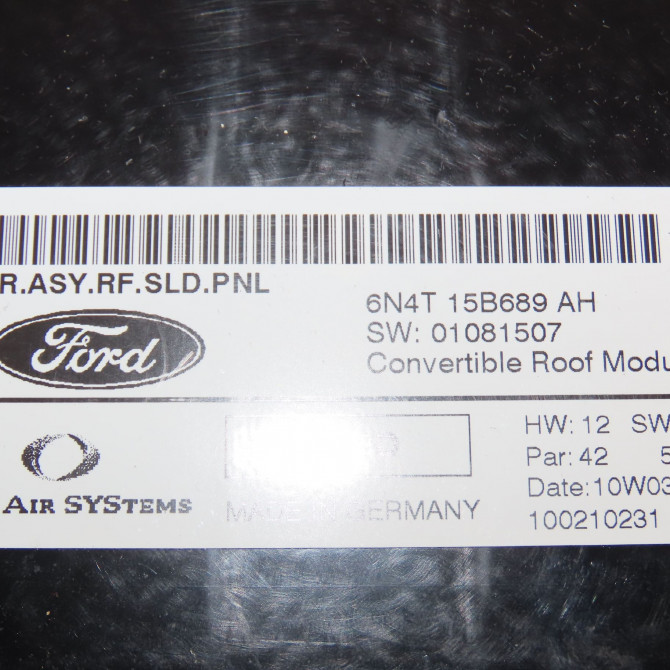 R.ASY.RF.SLD.PNL
6N4T 15B689 AH
SW: 01081507
Convertible Roof Modu
Ford
HW: 12 SW
Par: 42 5
Date: 10W03
100210231
AIR SYSTEMS
MADE IN GERMANY